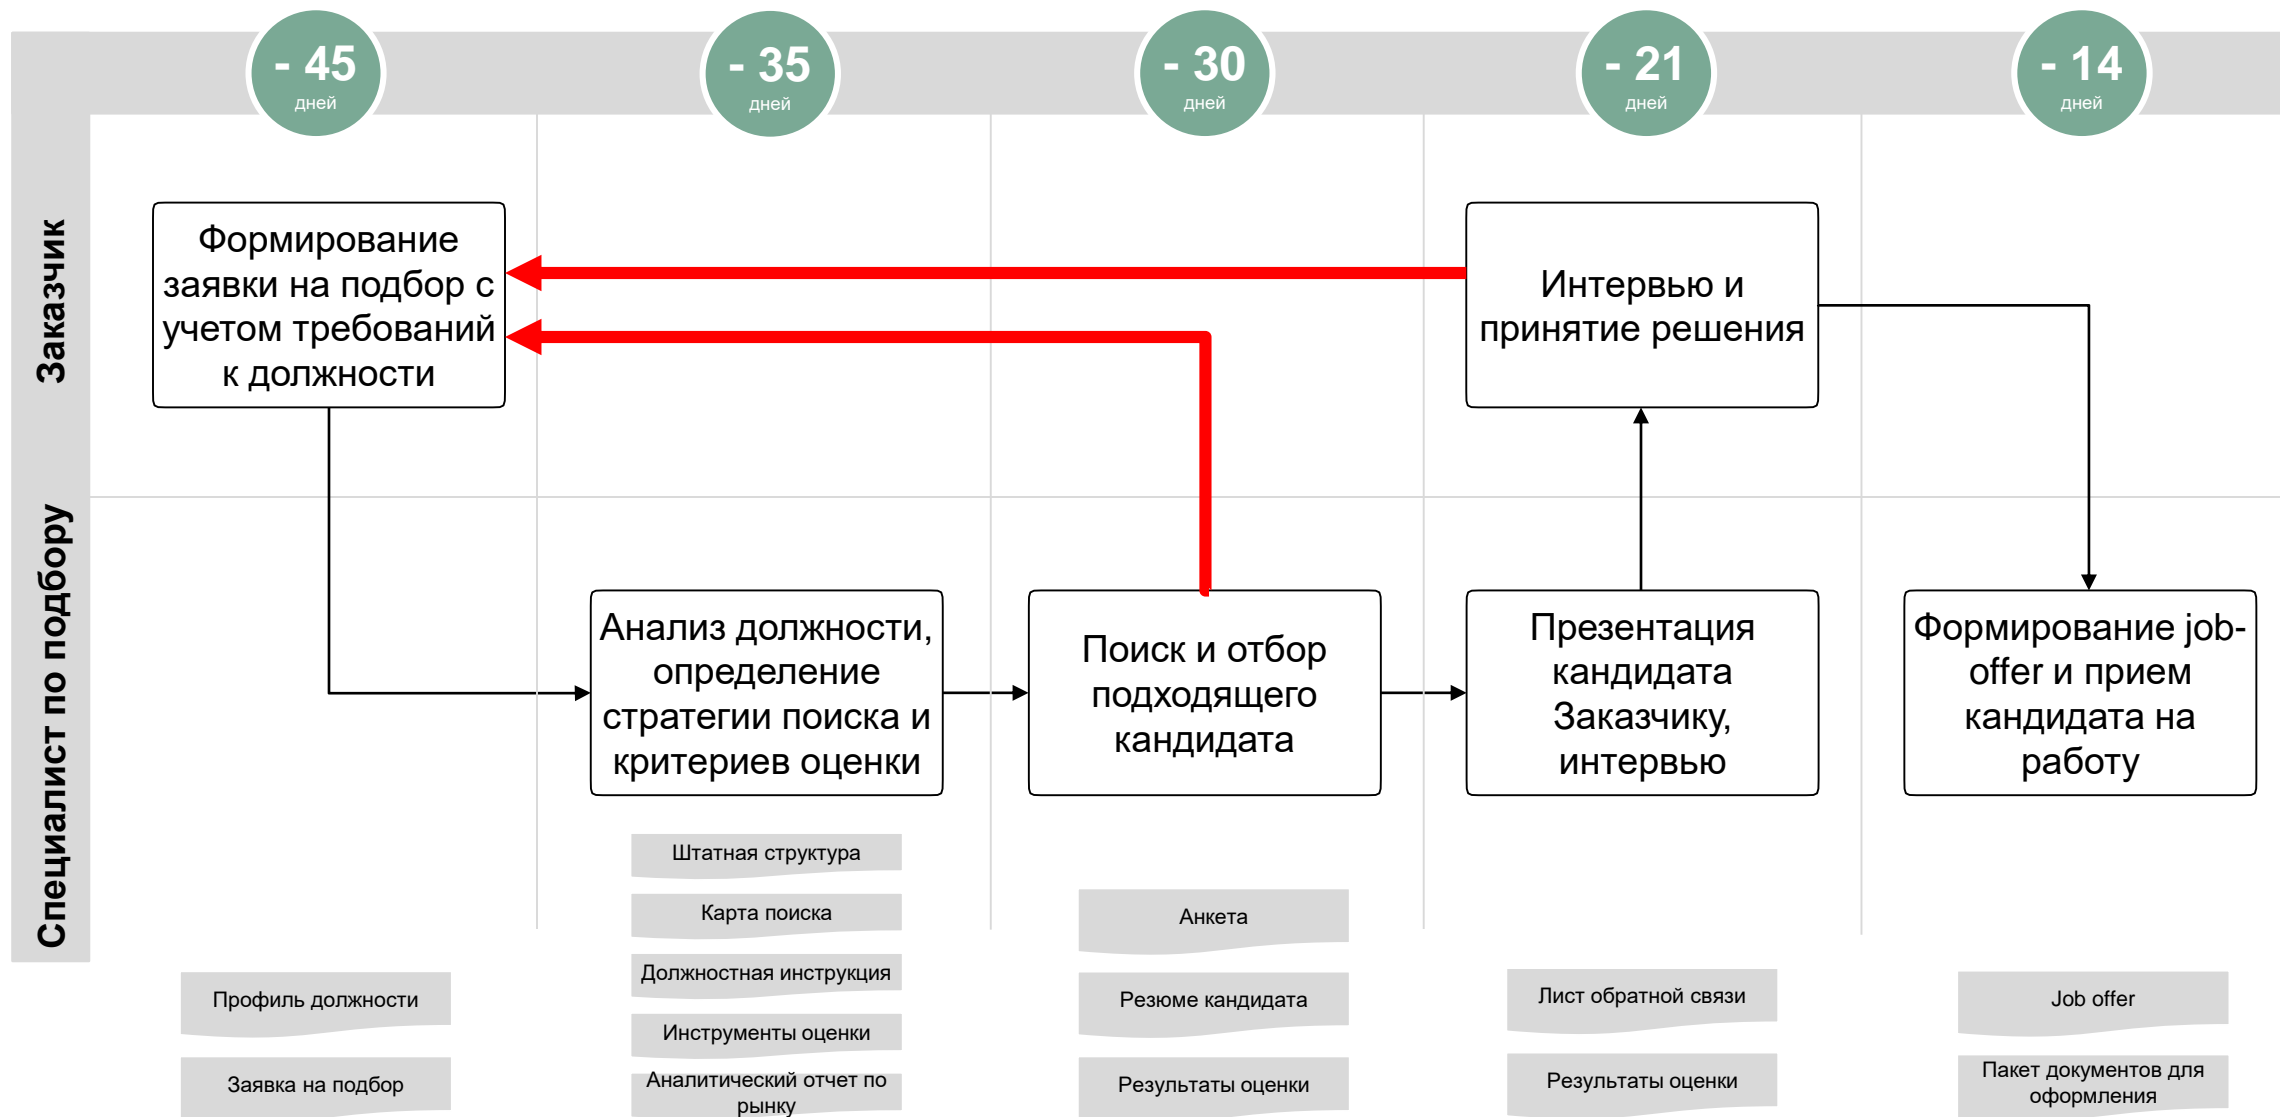 - 45
дней
- 35
дней
- 30
дней
- 21
дней
- 14
дней
Заказчик
Формирование
заявки на подбор с
учетом требований
к должности
Интервью и
принятие решения
Специалист по подбору
Анализ должности,
определение
стратегии поиска и
критериев оценки
Поиск и отбор
подходящего
кандидата
Презентация
кандидата
Заказчику,
интервью
Формирование job-
offer и прием
кандидата на
работу
Профиль должности
Заявка на подбор
Штатная структура
Карта поиска
Должностная инструкция
Инструменты оценки
Аналитический отчет по
рынку
Анкета
Резюме кандидата
Результаты оценки
Лист обратной связи
Результаты оценки
Job offer
Пакет документов для
оформления